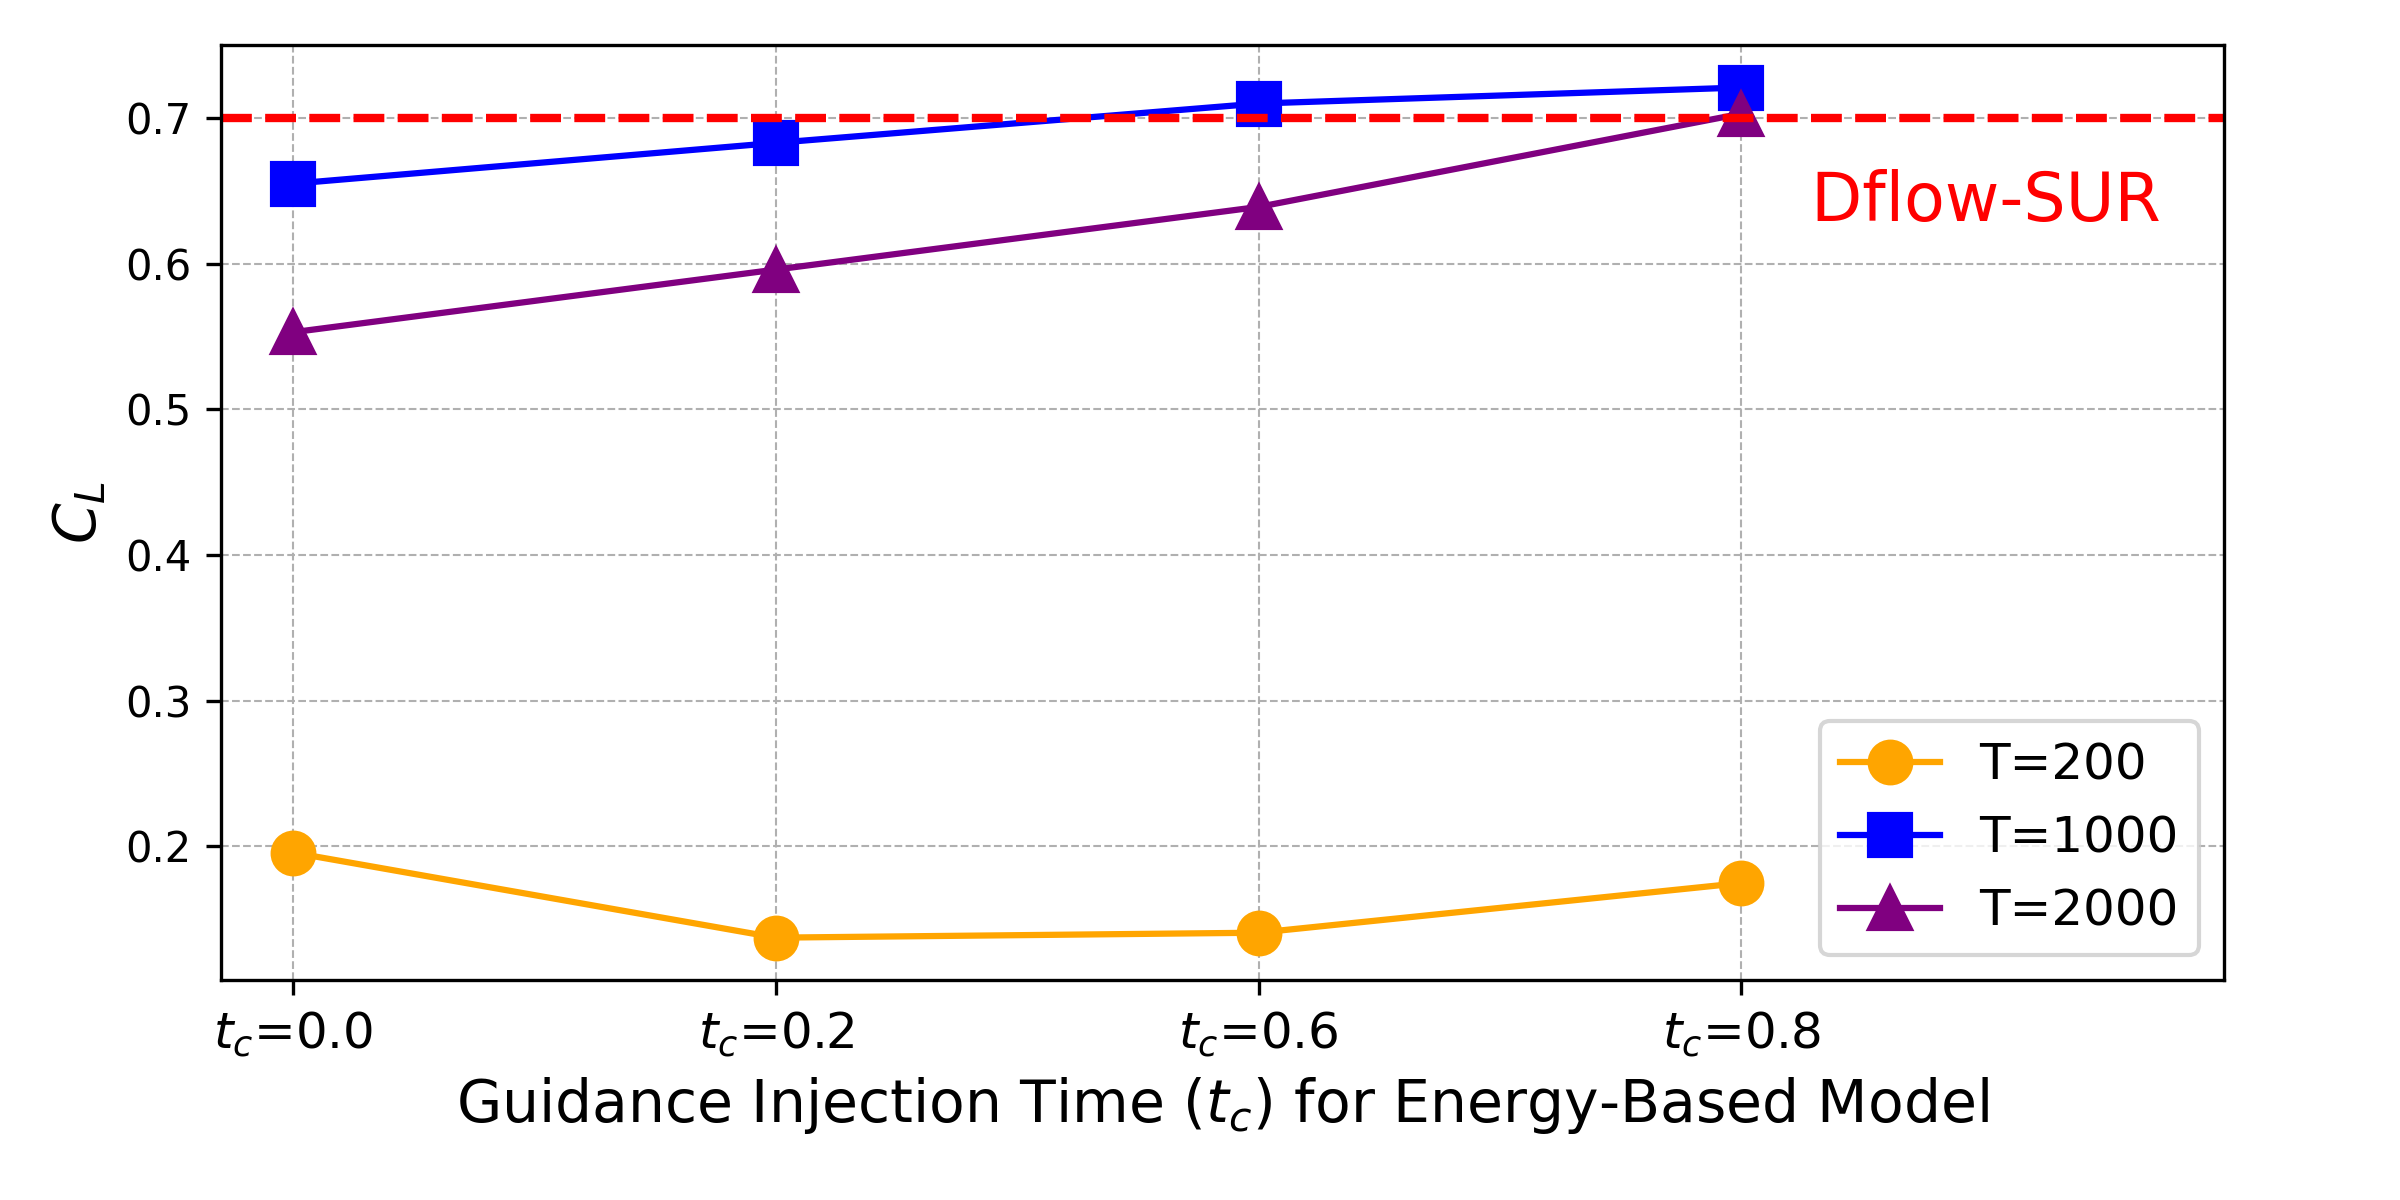 0.7
0.6
0.5
0.4
0.3
0.2
C_L
Dflow-SUR
T=200
T=1000
T=2000
t_c=0.0
t_c=0.2
t_c=0.6
t_c=0.8
Guidance Injection Time (t_c) for Energy-Based Model